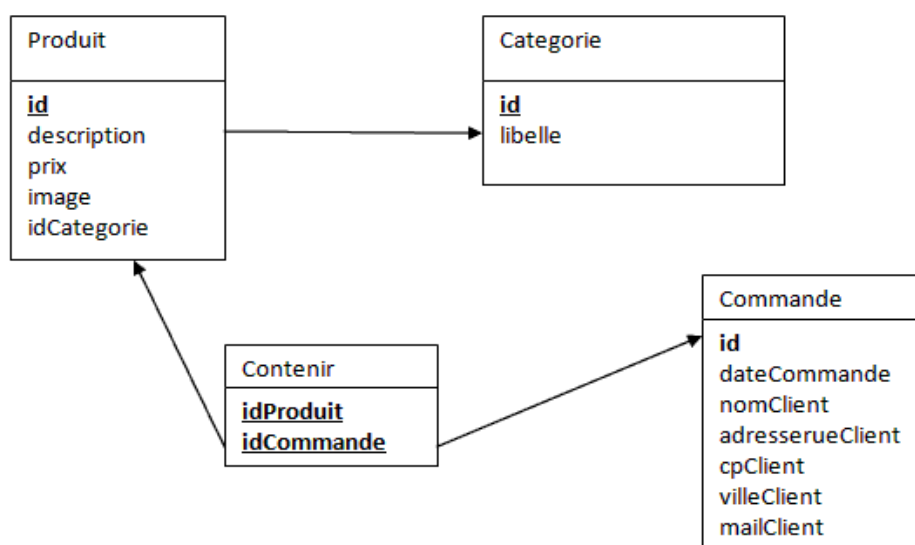 Produit
id
description
prix
image
idCategorie
Categorie
id
libelle
Contenir
idProduit
idCommande
Commande
id
dateCommande
nomClient
adresserueClient
cpClient
villeClient
mailClient